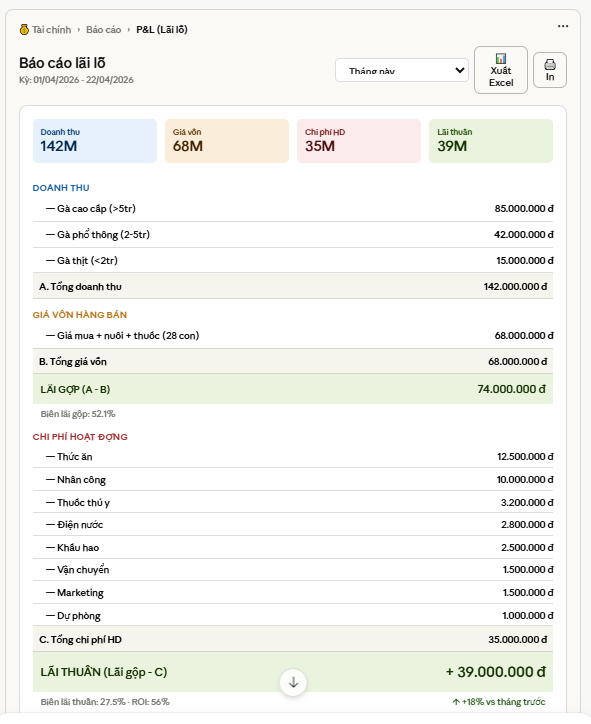 Tài chính › Báo cáo › P&L (Lãi lỗ)
...
Báo cáo lãi lỗ
Kỳ: 01/04/2026 - 22/04/2026
Tháng này
Xuất
Excel
In
Doanh thu
142M
Giá vốn
68M
Chi phí HD
35M
Lãi thuần
39M
DOANH THU
— Gà cao cấp (>5tr) 85.000.000 đ
— Gà phổ thông (2-5tr) 42.000.000 đ
— Gà thịt (<2tr) 15.000.000 đ
A. Tổng doanh thu 142.000.000 đ
GIÁ VỐN HÀNG BÁN
— Giá mua + nuôi + thuốc (28 con) 68.000.000 đ
B. Tổng giá vốn 68.000.000 đ
LÃI GỘP (A - B) 74.000.000 đ
Biên lãi gộp: 52.1%
CHI PHÍ HOẠT ĐỘNG
— Thức ăn 12.500.000 đ
— Nhân công 10.000.000 đ
— Thuốc thú y 3.200.000 đ
— Điện nước 2.800.000 đ
— Khấu hao 2.500.000 đ
— Vận chuyển 1.500.000 đ
— Marketing 1.500.000 đ
— Dự phòng 1.000.000 đ
C. Tổng chi phí HD 35.000.000 đ
LÃI THUẦN (Lãi gộp - C) + 39.000.000 đ
Biên lãi thuần: 27.5% · ROI: 56% ↑ +18% vs tháng trước